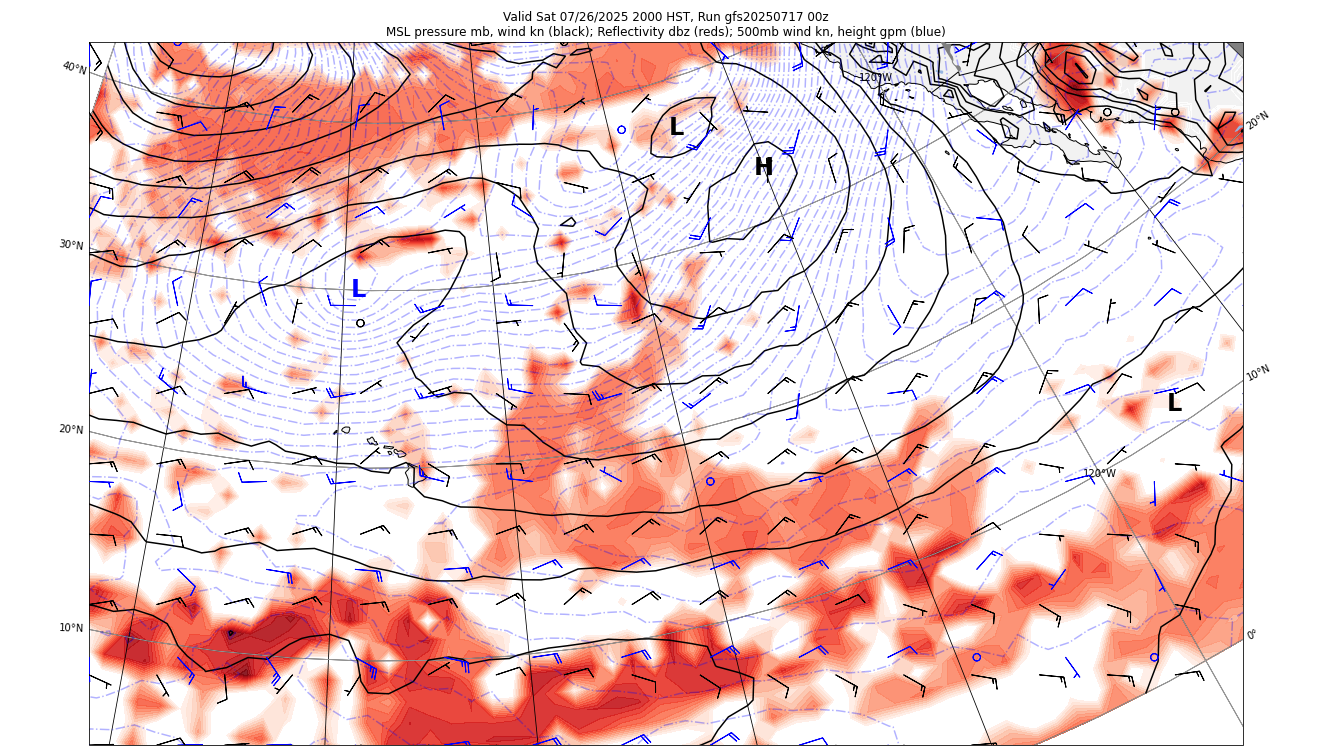 Valid Sat 07/26/2025 2000 HST, Run gfs20250717 00z
MSL pressure mb, wind kn (black); Reflectivity dbz (reds); 500mb wind kn, height gpm (blue)
40°N
120°W
20°N
L
H
30°N
L
10°N
L
20°N
120°W
10°N
0°